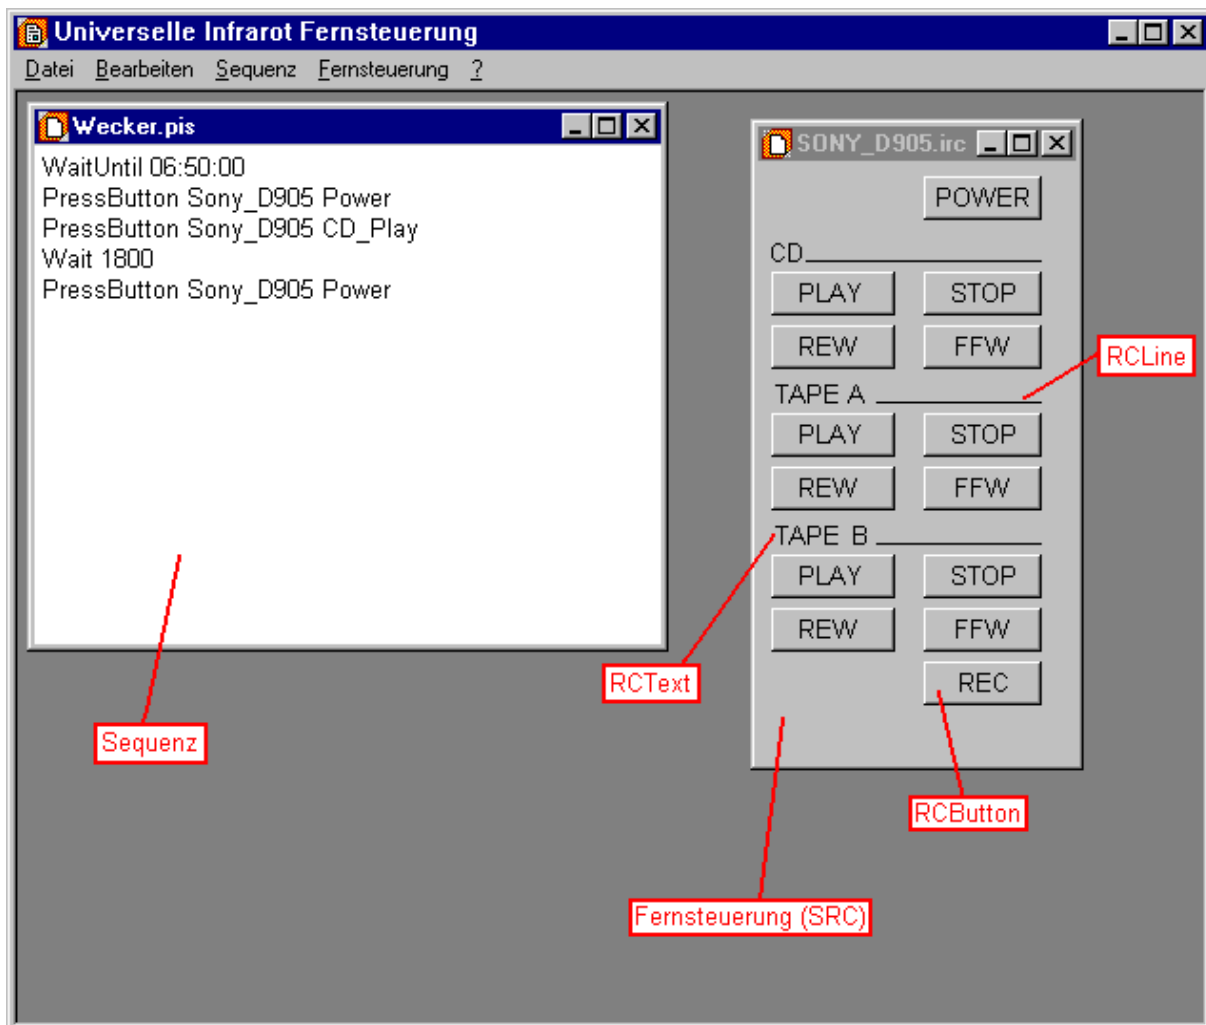 Universelle Infrarot Fernsteuerung
Datei Bearbeiten Sequenz Fernsteuerung ?
Wecker.pis
WaitUntil 06:50:00
PressButton Sony_D905 Power
PressButton Sony_D905 CD_Play
Wait 1800
PressButton Sony_D905 Power
Sequenz
SONY_D905.irc
POWER
CD
PLAY STOP
REW FFW
RCLine
TAPE A
PLAY STOP
REW FFW
TAPE B
PLAY STOP
REW FFW
RCText
REC
RCButton
Fernsteuerung (SRC)